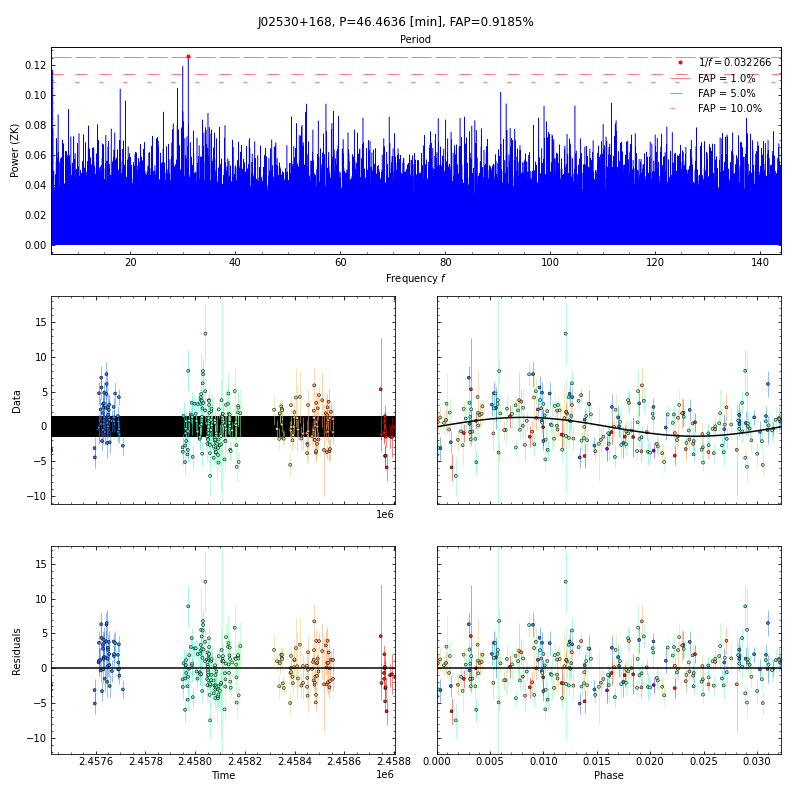 J02530+168, P=46.4636 [min], FAP=0.9185%
Period
1/f = 0.032266
FAP = 1.0%
FAP = 5.0%
FAP = 10.0%
Power (ZK)
0.12
0.10
0.08
0.06
0.04
0.02
0.00
20 40 60 80 100 120 140
Frequency f
Data
15
10
5
0
−5
−10
1e6
Residuals
15
10
5
0
−5
−10
2.4576 2.4578 2.4580 2.4582 2.4584 2.4586 2.4588
1e6
Time
0.000 0.005 0.010 0.015 0.020 0.025 0.030
Phase